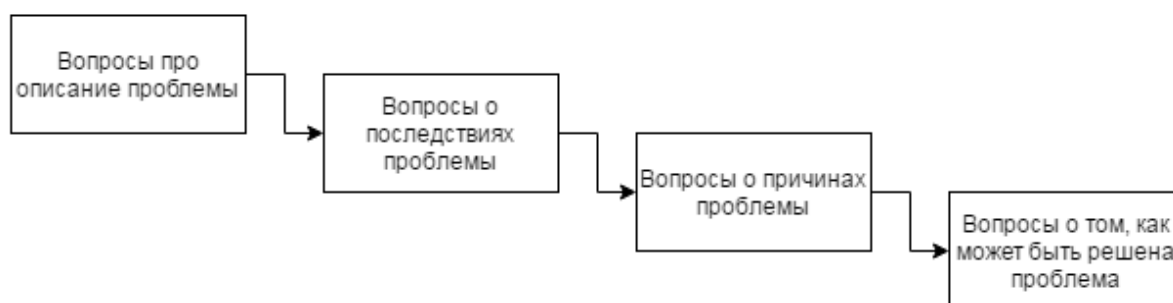 Вопросы про
описание проблемы
Вопросы о
последствиях
проблемы
Вопросы о причинах
проблемы
Вопросы о том, как
может быть решена
проблема